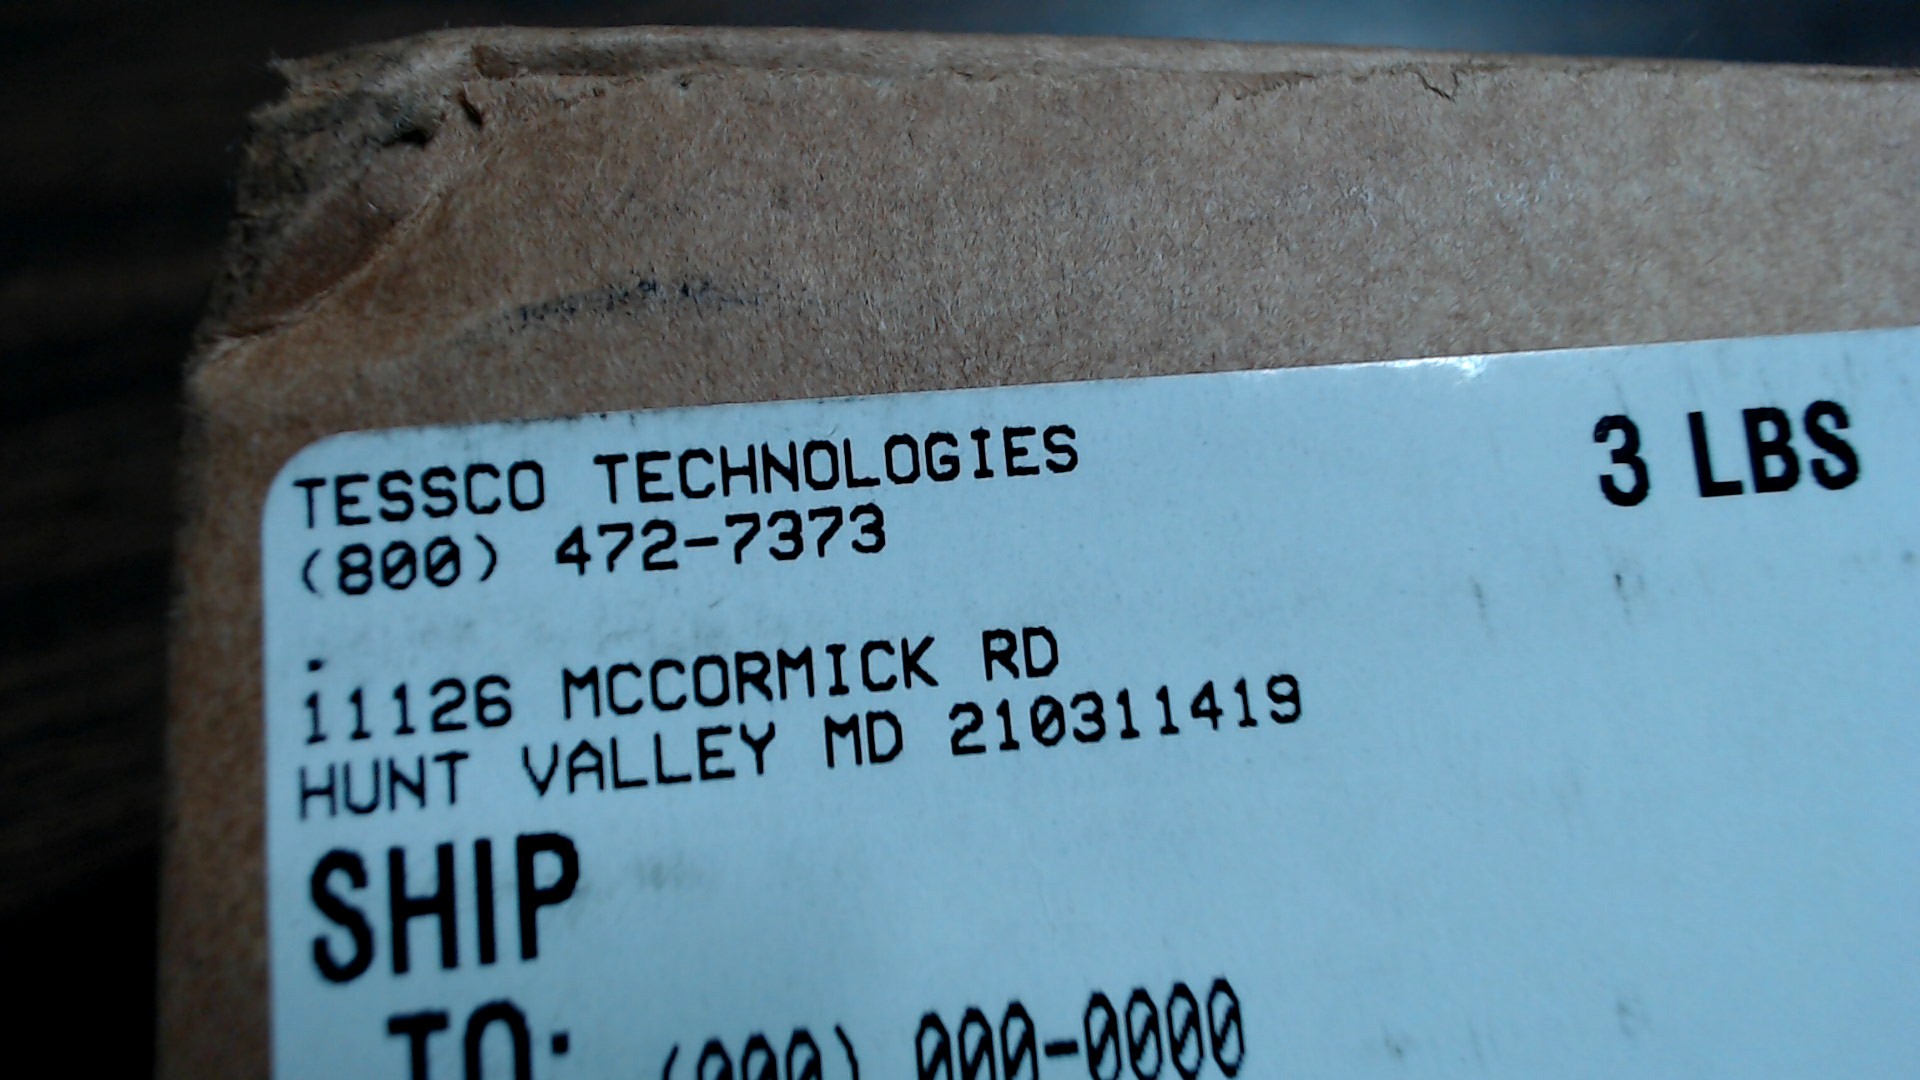 TESSCO TECHNOLOGIES
3 LBS
(800) 472-7373
.
11126 MCCORMICK RD
HUNT VALLEY MD 210311419
SHIP
TO: (000) 000-0000